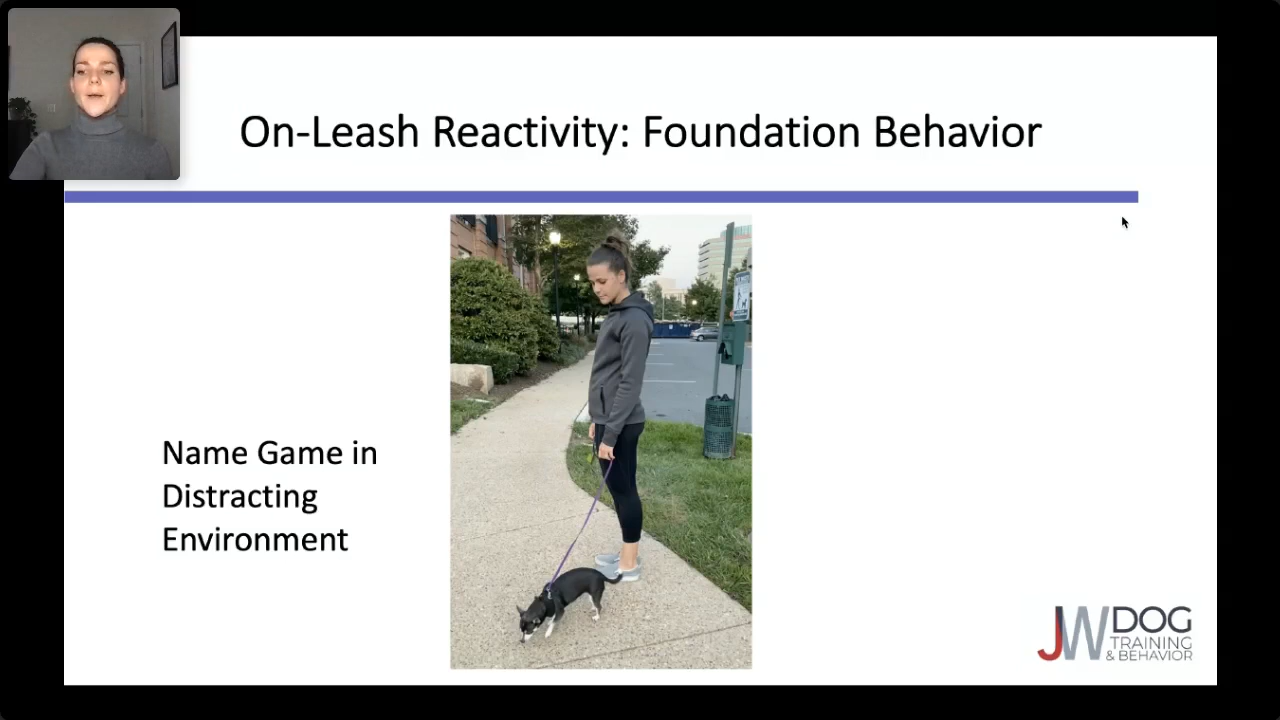 On-Leash Reactivity: Foundation Behavior
Name Game in
Distracting
Environment
JW DOG
TRAINING
& BEHAVIOR